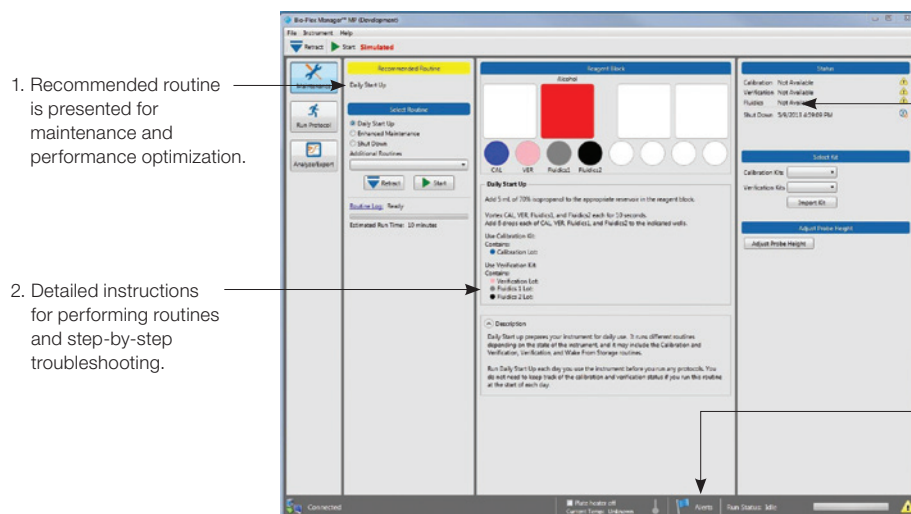 Bio-Plex Manager™ MP (Development)
File Instrument Help
Retract Start Simulated
1. Recommended routine
is presented for
maintenance and
performance optimization.
2. Detailed instructions
for performing routines
and step-by-step
troubleshooting.
Maintenance
Run Protocol
Analyze/Export
Recommended Routine
Daily Start Up
Select Routine
Daily Start Up
Enhanced Maintenance
Shut Down
Additional Routines
Retract Start
Routine Log: Ready
Estimated Run Time: 10 minutes
Reagent Block
Alcohol
CAL VER Fluidics1 Fluidics2
Daily Start Up
Add 5 mL of 70% isopropanol to the appropriate reservoir in the reagent block.
Vortex CAL, VER, Fluidics1, and Fluidics2 each for 10 seconds.
Add 6 drops each of CAL, VER, Fluidics1, and Fluidics2 to the indicated wells.
Use Calibration Kit:
Contains:
Calibration Lot:
Use Verification Kit:
Contains:
Verification Lot:
Fluidics 1 Lot:
Fluidics 2 Lot:
Description
Daily Start up prepares your instrument for daily use. It runs different routines
depending on the state of the instrument, and it may include the Calibration and
Verification, Verification, and Wake From Storage routines.
Run Daily Start Up each day you use the instrument before you run any protocols. You
do not need to keep track of the calibration and verification status if you run this routine
at the start of each day.
Status
Calibration Not Available
Verification Not Available
Fluidics Not Available
Shut Down 5/9/2013 4:59:09 PM
Select Kit
Calibration Kits
Verification Kits
Import Kit
Adjust Probe Height
Adjust Probe Height
Connected
Plate heater off
Current Temp: Unknown
Alerts
Run Status: Idle